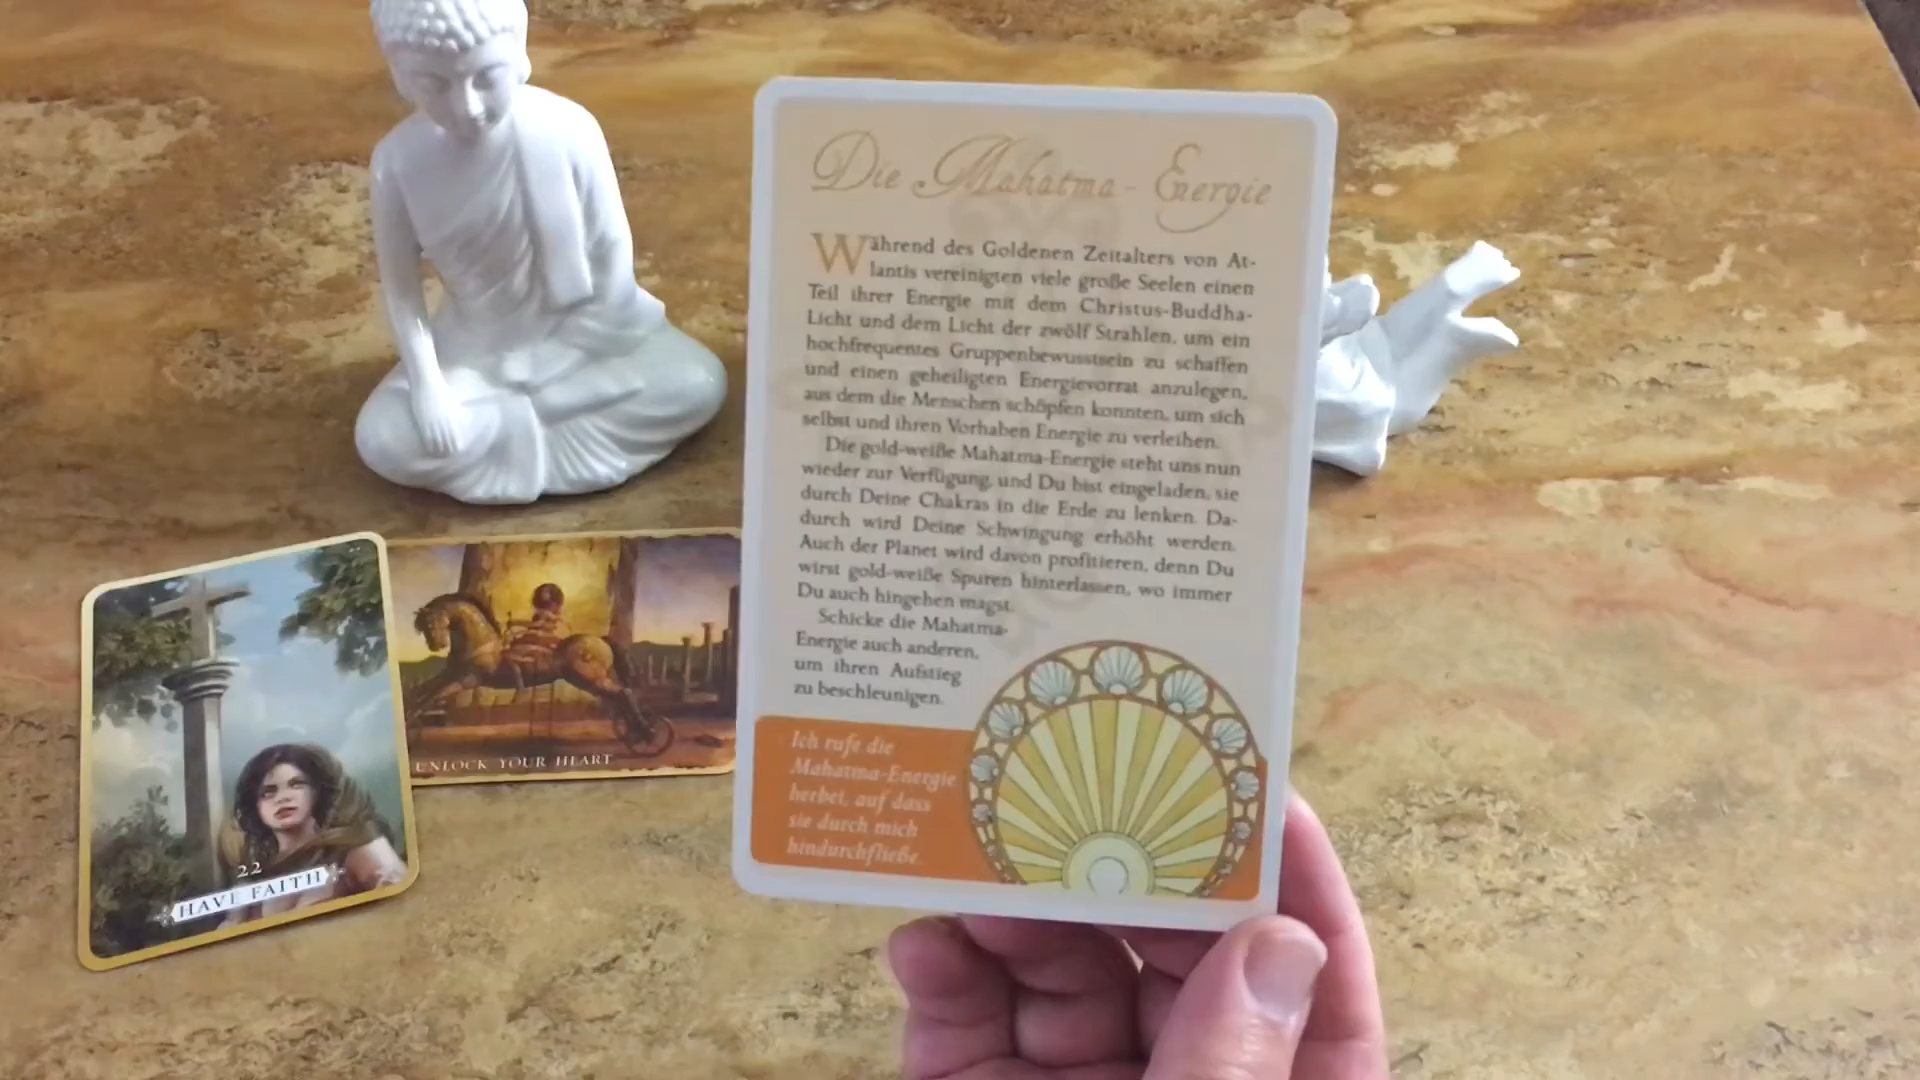 Die Mahatma-Energie
Während des Goldenen Zeitalters von At-
lantis vereinigten viele große Seelen einen
Teil ihrer Energie mit dem Christus-Buddha-
Licht und dem Licht der zwölf Strahlen, um ein
hochfrequentes Gruppenbewusstsein zu schaffen
und einen geheiligten Energievorrat anzulegen,
aus dem die Menschen schöpfen konnten, um sich
selbst und ihren Vorhaben Energie zu verleihen.
Die gold-weiße Mahatma-Energie steht uns nun
wieder zur Verfügung, und Du bist eingeladen, sie
durch Deine Chakras in die Erde zu lenken. Da-
durch wird Deine Schwingung erhöht werden.
Auch der Planet wird davon profitieren, denn Du
wirst gold-weiße Spuren hinterlassen, wo immer
Du auch hingehen magst.
Schicke die Mahatma-
Energie auch anderen,
um ihren Aufstieg
zu beschleunigen.
Ich rufe die
Mahatma-Energie
herbei, auf dass
sie durch mich
hindurchfließe.
UNLOCK YOUR HEART
22
HAVE FAITH